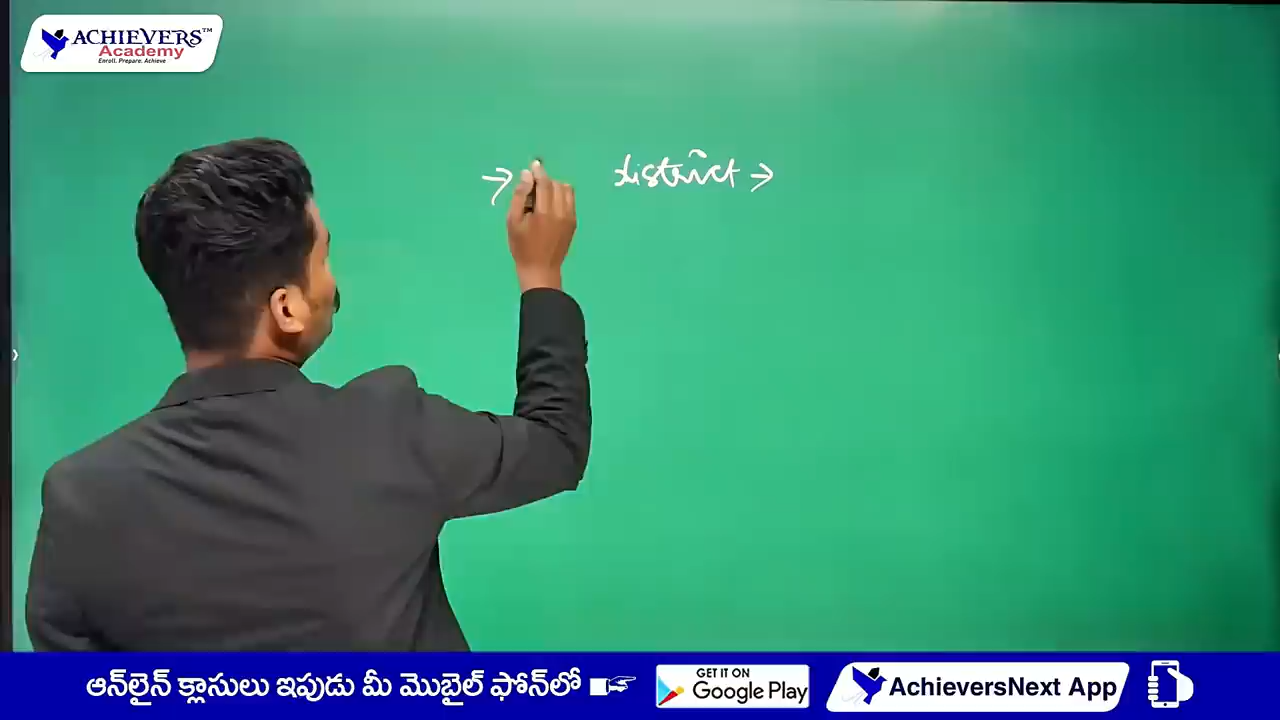 ACHIEVERS™
Academy
Enroll. Prepare. Achieve
→ district →
ఆన్‌లైన్ క్లాసులు ఇపుడు మీ మొబైల్ ఫోన్‌లో
GET IT ON
Google Play
AchieversNext App